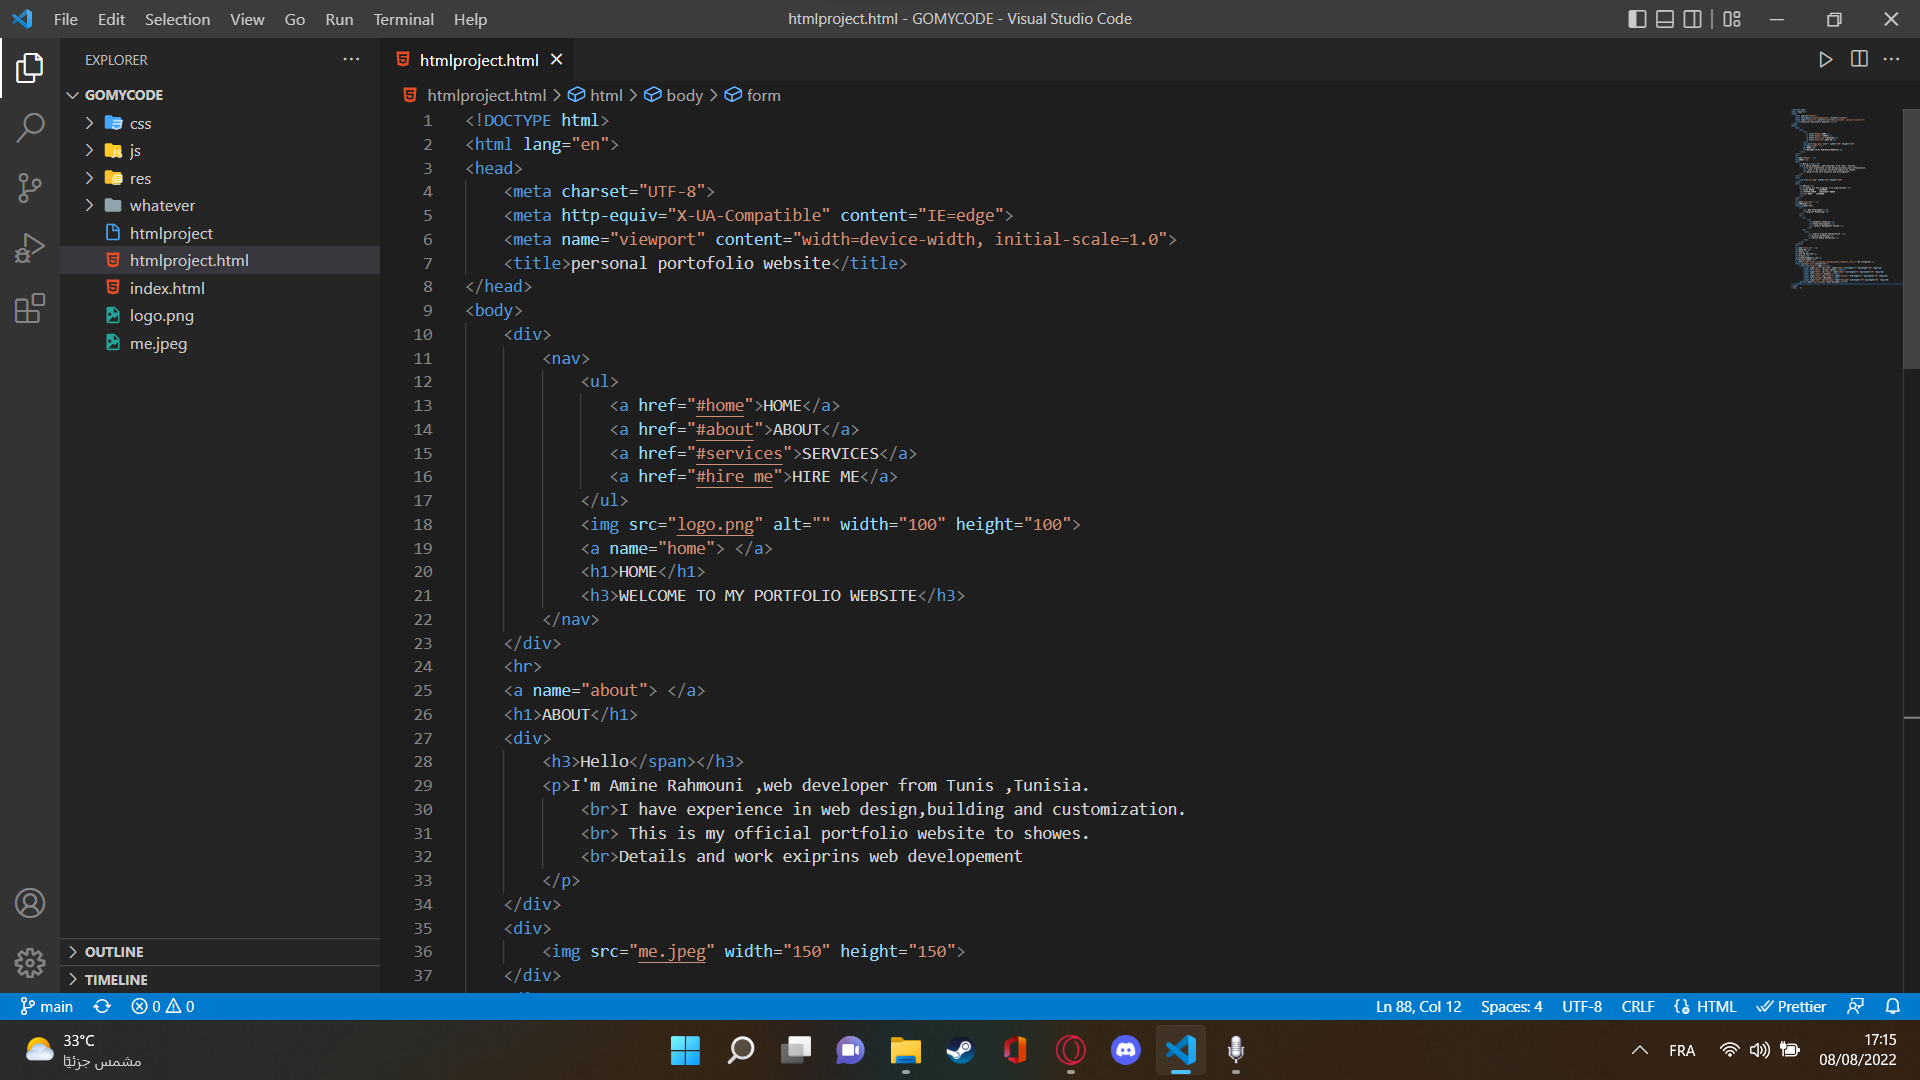 File Edit Selection View Go Run Terminal Help
htmlproject.html - GOMYCODE - Visual Studio Code
EXPLORER
GOMYCODE
css
js
res
whatever
htmlproject
htmlproject.html
index.html
logo.png
me.jpeg
OUTLINE
TIMELINE
htmlproject.html
htmlproject.html > html > body > form
1 <!DOCTYPE html>
2 <html lang="en">
3 <head>
4 <meta charset="UTF-8">
5 <meta http-equiv="X-UA-Compatible" content="IE=edge">
6 <meta name="viewport" content="width=device-width, initial-scale=1.0">
7 <title>personal portofolio website</title>
8 </head>
9 <body>
10 <div>
11 <nav>
12 <ul>
13 <a href="#home">HOME</a>
14 <a href="#about">ABOUT</a>
15 <a href="#services">SERVICES</a>
16 <a href="#hire me">HIRE ME</a>
17 </ul>
18 <img src="logo.png" alt="" width="100" height="100">
19 <a name="home"> </a>
20 <h1>HOME</h1>
21 <h3>WELCOME TO MY PORTFOLIO WEBSITE</h3>
22 </nav>
23 </div>
24 <hr>
25 <a name="about"> </a>
26 <h1>ABOUT</h1>
27 <div>
28 <h3>Hello</span></h3>
29 <p>I'm Amine Rahmouni ,web developer from Tunis ,Tunisia.
30 <br>I have experience in web design,building and customization.
31 <br> This is my official portfolio website to showes.
32 <br>Details and work exiprins web developement
33 </p>
34 </div>
35 <div>
36 <img src="me.jpeg" width="150" height="150">
37 </div>
main 0 0 Ln 88, Col 12 Spaces: 4 UTF-8 CRLF HTML Prettier
33°C
مشمس جزئيًا
FRA
17:15
08/08/2022